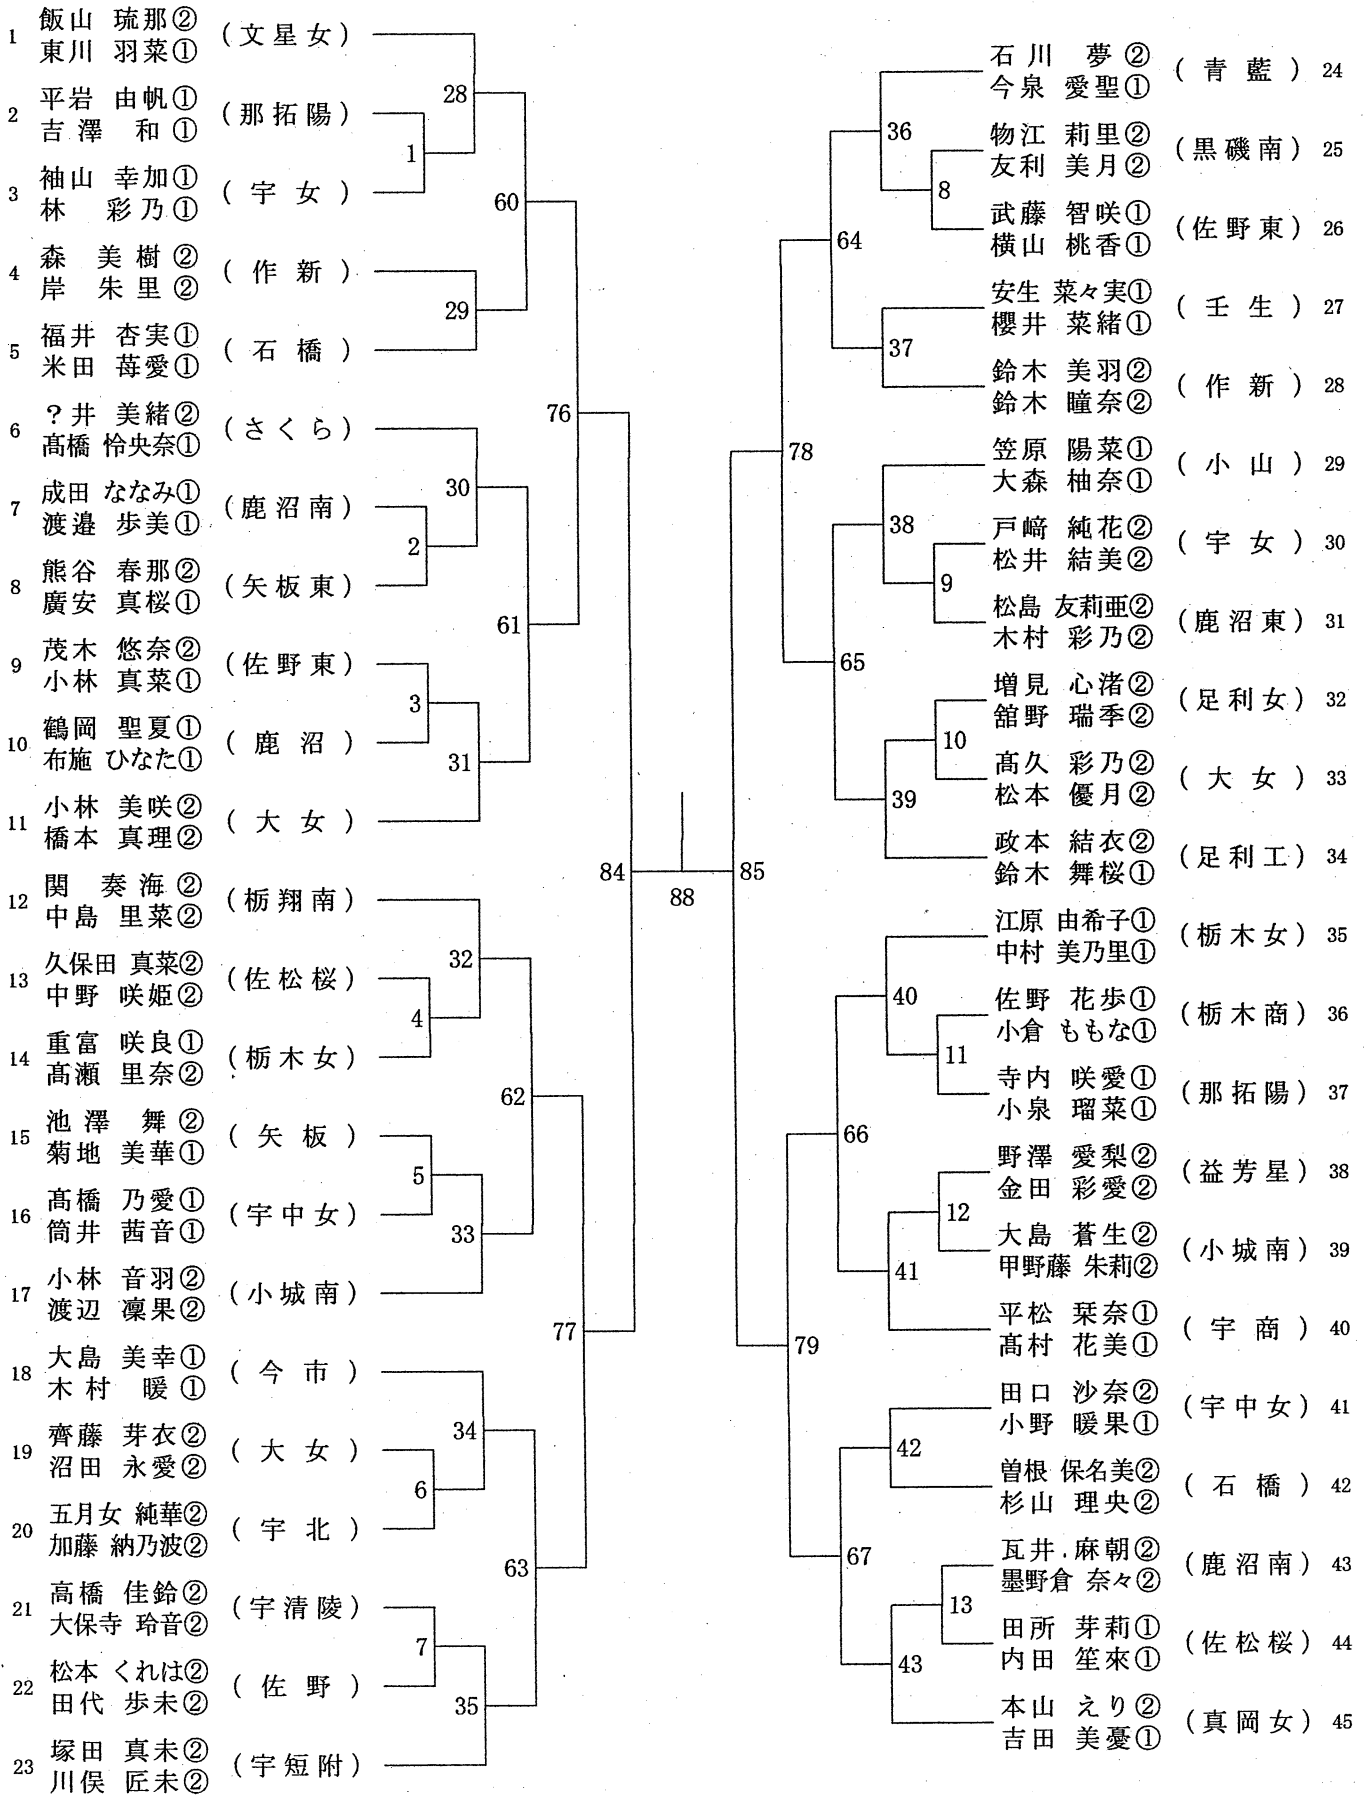 1 飯山 琉那② (文星女)
東川 羽菜①
2 平岩 由帆① (那拓陽)
吉澤 和①
3 袖山 幸加① (宇女)
林 彩乃①
4 森 美樹② (作新)
岸 朱里②
5 福井 杏実① (石橋)
米田 苺愛①
6 ?井 美緒② (さくら)
髙橋 怜央奈①
7 成田 ななみ① (鹿沼南)
渡邉 歩美①
8 熊谷 春那② (矢板東)
廣安 真桜①
9 茂木 悠奈② (佐野東)
小林 真菜①
10 鶴岡 聖夏① (鹿沼)
布施 ひなた①
11 小林 美咲② (大女)
橋本 真理②
12 関 奏海② (栃翔南)
中島 里菜②
13 久保田 真菜② (佐松桜)
中野 咲姫②
14 重富 咲良① (栃木女)
髙瀬 里奈②
15 池澤 舞② (矢板)
菊地 美華①
16 髙橋 乃愛① (宇中女)
筒井 茜音①
17 小林 音羽② (小城南)
渡辺 凜果②
18 大島 美幸① (今市)
木村 暖①
19 齊藤 芽衣② (大女)
沼田 永愛②
20 五月女 純華② (宇北)
加藤 納乃波②
21 高橋 佳鈴② (宇清陵)
大保寺 玲音②
22 松本 くれは② (佐野)
田代 歩未②
23 塚田 真未② (宇短附)
川俣 匠未②
28
1
60
29
76
30
2
61
3
31
84
32
4
62
5
33
77
34
6
63
7
35
88
85
36
8
64
37
78
38
9
65
10
39
40
11
66
12
41
79
42
67
13
43
石川 夢② (青藍) 24
今泉 愛聖①
物江 莉里② (黒磯南) 25
友利 美月②
武藤 智咲① (佐野東) 26
横山 桃香①
安生 菜々実① (壬生) 27
櫻井 菜緒①
鈴木 美羽② (作新) 28
鈴木 瞳奈②
笠原 陽菜① (小山) 29
大森 柚奈①
戸﨑 純花② (宇女) 30
松井 結美②
松島 友莉亜② (鹿沼東) 31
木村 彩乃②
増見 心渚② (足利女) 32
舘野 瑞季②
髙久 彩乃② (大女) 33
松本 優月②
政本 結衣② (足利工) 34
鈴木 舞桜①
江原 由希子① (栃木女) 35
中村 美乃里①
佐野 花歩① (栃木商) 36
小倉 ももな①
寺内 咲愛① (那拓陽) 37
小泉 瑠菜①
野澤 愛梨② (益芳星) 38
金田 彩愛②
大島 蒼生② (小城南) 39
甲野藤 朱莉②
平松 栞奈① (宇商) 40
髙村 花美①
田口 沙奈② (宇中女) 41
小野 暖果①
曽根 保名美② (石橋) 42
杉山 理央②
瓦井 麻朝② (鹿沼南) 43
墨野倉 奈々②
田所 芽莉① (佐松桜) 44
内田 笙來①
本山 えり② (真岡女) 45
吉田 美憂①